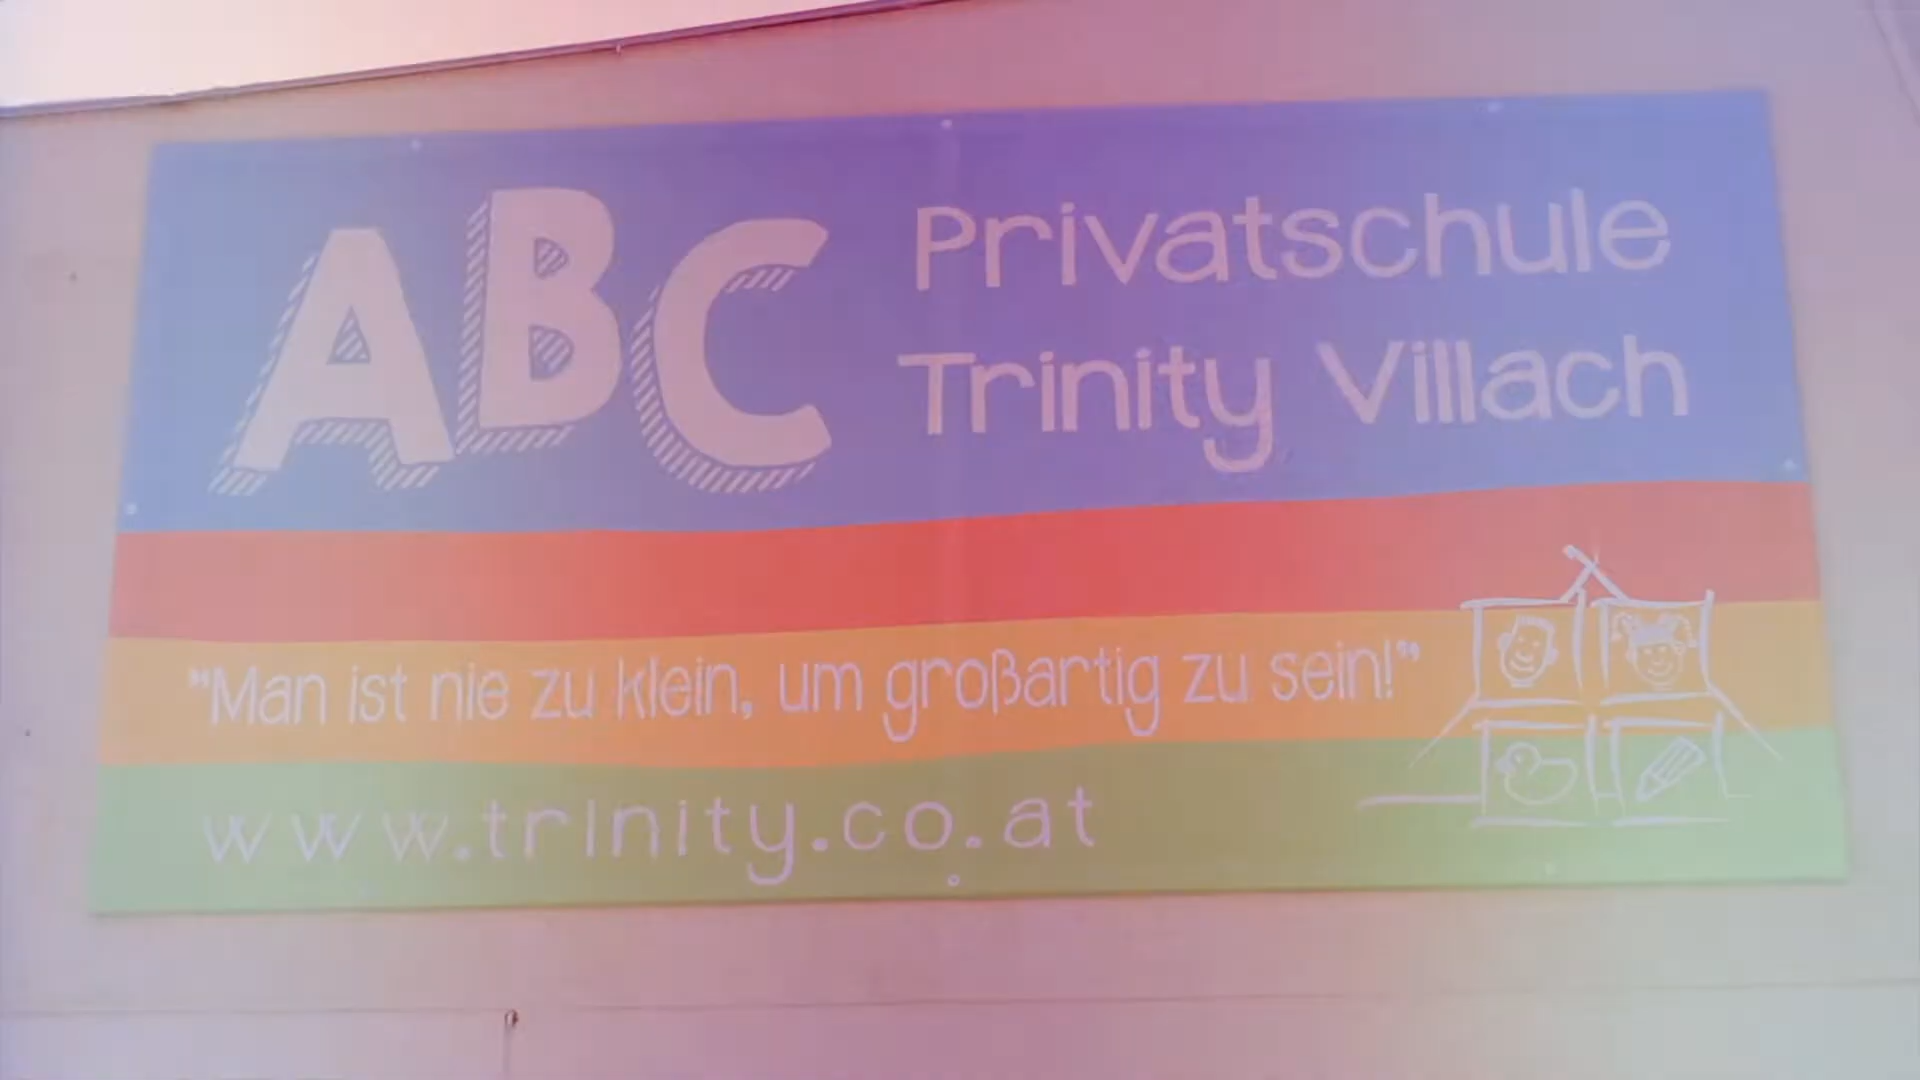 ABC
Privatschule
Trinity Villach
"Man ist nie zu klein, um großartig zu sein!"
www.trinity.co.at